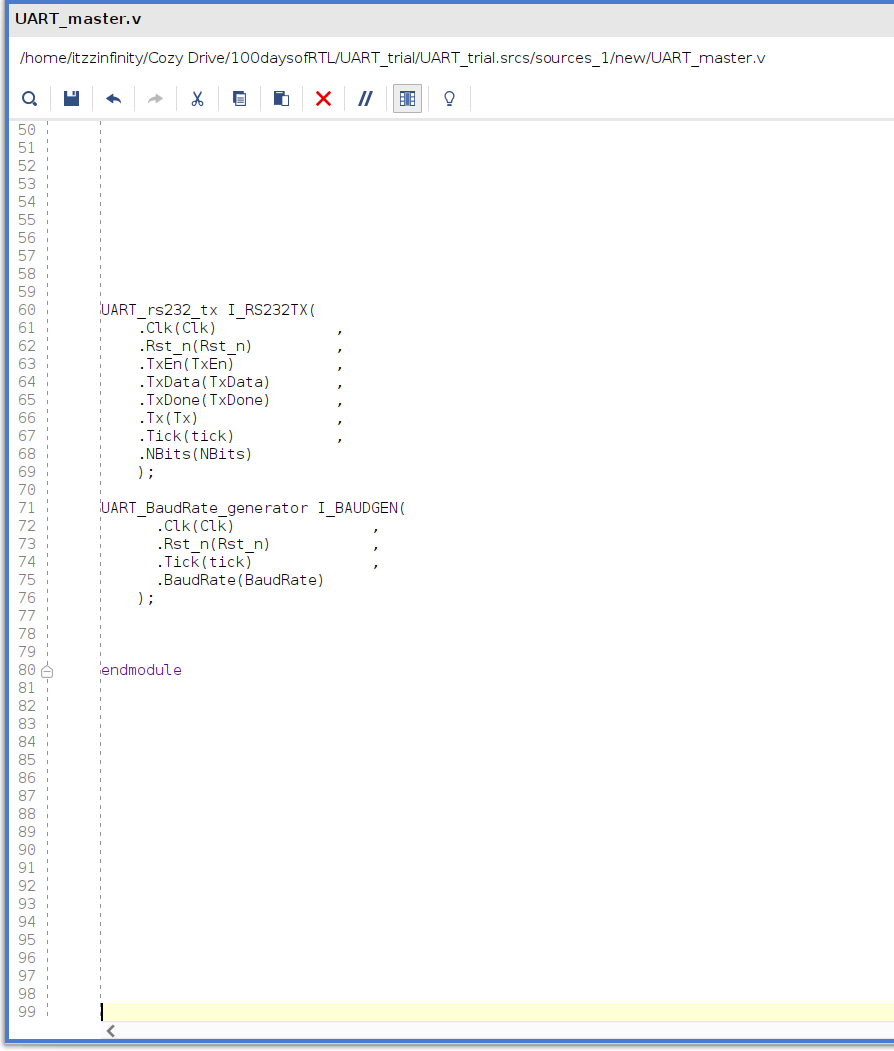 UART_master.v
/home/itzzinfinity/Cozy Drive/100daysofRTL/UART_trial/UART_trial.srcs/sources_1/new/UART_master.v
50
51
52
53
54
55
56
57
58
59
60 UART_rs232_tx I_RS232TX(
61 .Clk(Clk) ,
62 .Rst_n(Rst_n) ,
63 .TxEn(TxEn) ,
64 .TxData(TxData) ,
65 .TxDone(TxDone) ,
66 .Tx(Tx) ,
67 .Tick(tick) ,
68 .NBits(NBits)
69 );
70
71 UART_BaudRate_generator I_BAUDGEN(
72 .Clk(Clk) ,
73 .Rst_n(Rst_n) ,
74 .Tick(tick) ,
75 .BaudRate(BaudRate)
76 );
77
78
79
80 endmodule
81
82
83
84
85
86
87
88
89
90
91
92
93
94
95
96
97
98
99